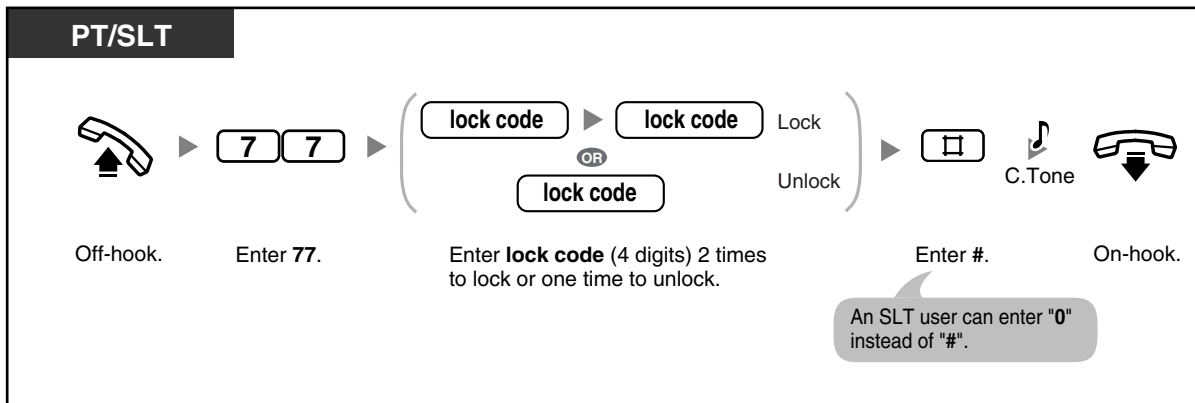 PT/SLT
7 7
lock code lock code Lock
OR
lock code Unlock
#
C.Tone
Off-hook.
Enter 77.
Enter lock code (4 digits) 2 times
to lock or one time to unlock.
Enter #.
On-hook.
An SLT user can enter "0"
instead of "#".